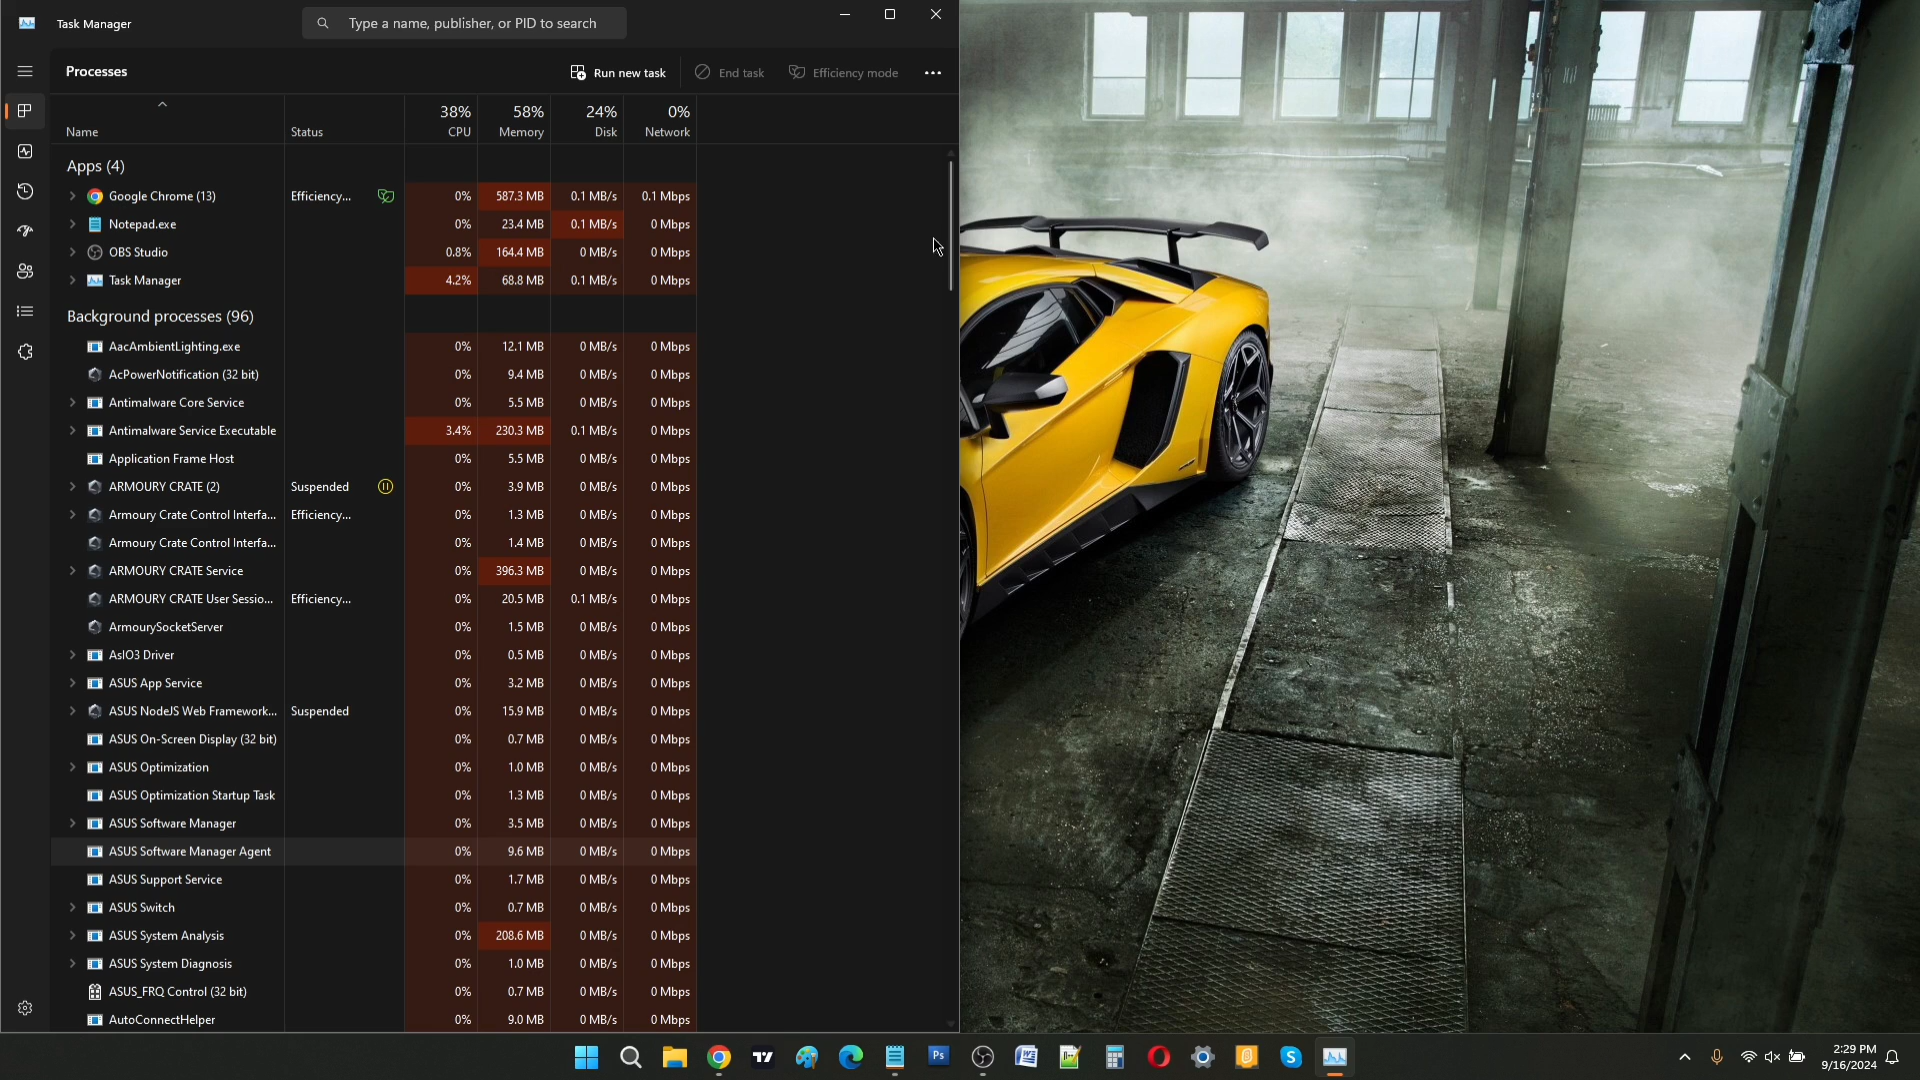 Task Manager
Type a name, publisher, or PID to search
Processes
Run new task
End task
Efficiency mode
38% 58% 24% 0%
Name Status CPU Memory Disk Network
Apps (4)
Google Chrome (13) Efficiency... 0% 587.3 MB 0.1 MB/s 0.1 Mbps
Notepad.exe 0% 23.4 MB 0.1 MB/s 0 Mbps
OBS Studio 0.8% 164.4 MB 0 MB/s 0 Mbps
Task Manager 4.2% 68.8 MB 0.1 MB/s 0 Mbps
Background processes (96)
AacAmbientLighting.exe 0% 12.1 MB 0 MB/s 0 Mbps
AcPowerNotification (32 bit) 0% 9.4 MB 0 MB/s 0 Mbps
Antimalware Core Service 0% 5.5 MB 0 MB/s 0 Mbps
Antimalware Service Executable 3.4% 230.3 MB 0.1 MB/s 0 Mbps
Application Frame Host 0% 5.5 MB 0 MB/s 0 Mbps
ARMOURY CRATE (2) Suspended 0% 3.9 MB 0 MB/s 0 Mbps
Armoury Crate Control Interfa... Efficiency... 0% 1.3 MB 0 MB/s 0 Mbps
Armoury Crate Control Interfa... 0% 1.4 MB 0 MB/s 0 Mbps
ARMOURY CRATE Service 0% 396.3 MB 0 MB/s 0 Mbps
ARMOURY CRATE User Sessio... Efficiency... 0% 20.5 MB 0.1 MB/s 0 Mbps
ArmourySocketServer 0% 1.5 MB 0 MB/s 0 Mbps
AsIO3 Driver 0% 0.5 MB 0 MB/s 0 Mbps
ASUS App Service 0% 3.2 MB 0 MB/s 0 Mbps
ASUS NodeJS Web Framework... Suspended 0% 15.9 MB 0 MB/s 0 Mbps
ASUS On-Screen Display (32 bit) 0% 0.7 MB 0 MB/s 0 Mbps
ASUS Optimization 0% 1.0 MB 0 MB/s 0 Mbps
ASUS Optimization Startup Task 0% 1.3 MB 0 MB/s 0 Mbps
ASUS Software Manager 0% 3.5 MB 0 MB/s 0 Mbps
ASUS Software Manager Agent 0% 9.6 MB 0 MB/s 0 Mbps
ASUS Support Service 0% 1.7 MB 0 MB/s 0 Mbps
ASUS Switch 0% 0.7 MB 0 MB/s 0 Mbps
ASUS System Analysis 0% 208.6 MB 0 MB/s 0 Mbps
ASUS System Diagnosis 0% 1.0 MB 0 MB/s 0 Mbps
ASUS_FRQ Control (32 bit) 0% 0.7 MB 0 MB/s 0 Mbps
AutoConnectHelper 0% 9.0 MB 0 MB/s 0 Mbps
Ps
2:29 PM
9/16/2024